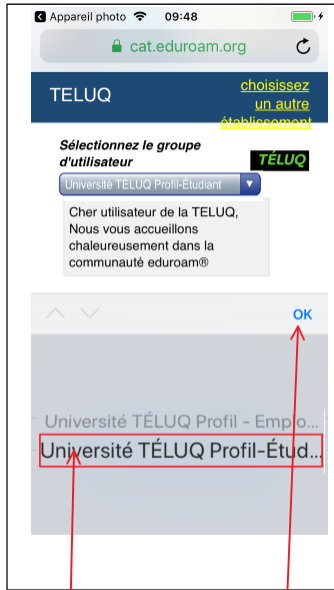 Appareil photo 09:48
cat.eduroam.org
TELUQ
choisissez
un autre
établissement
Sélectionnez le groupe
d'utilisateur
TÉLUQ
Université TÉLUQ Profil-Étudiant
Cher utilisateur de la TELUQ,
Nous vous accueillons
chaleureusement dans la
communauté eduroam®
OK
Université TÉLUQ Profil - Emplo...
Université TÉLUQ Profil-Étud...